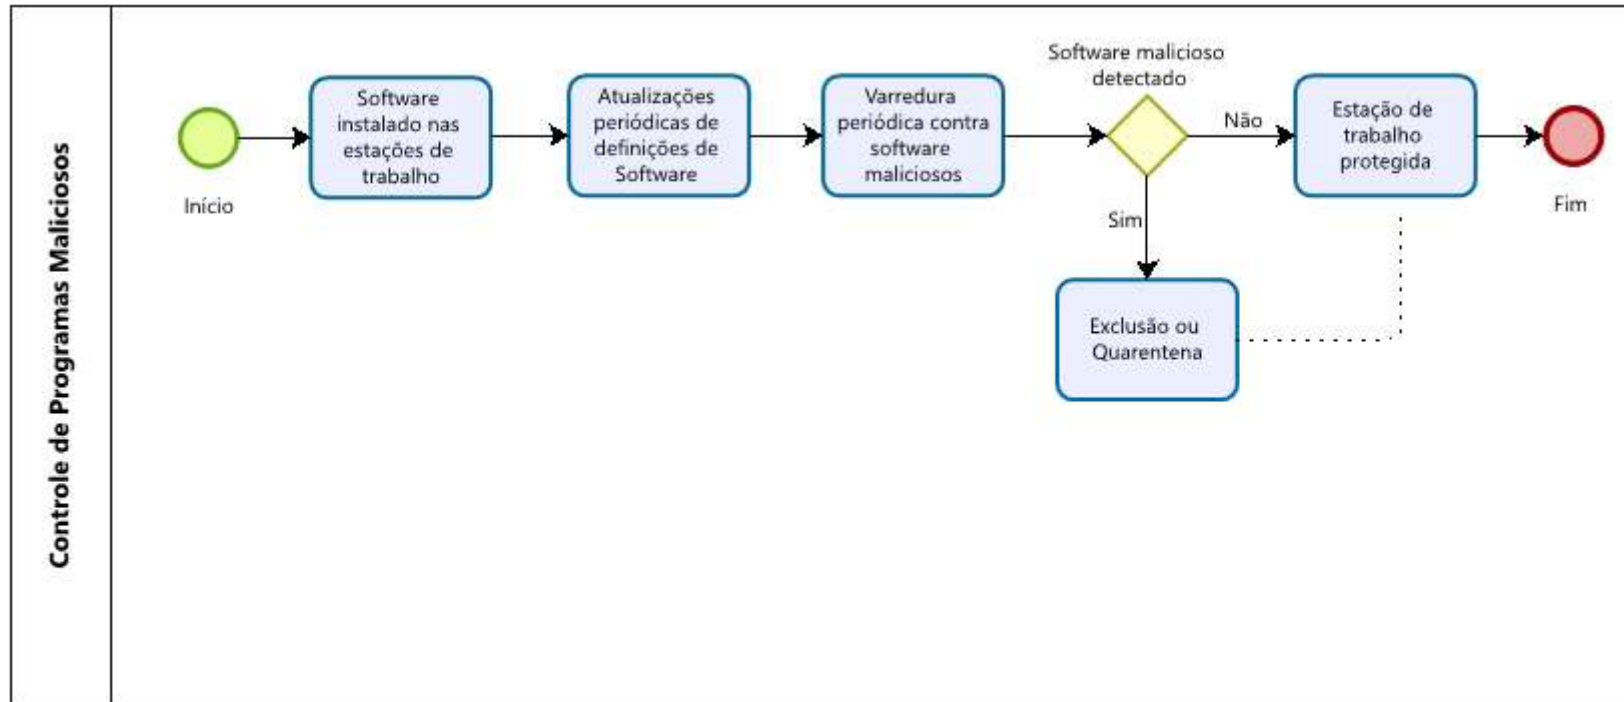 Controle de Programas Maliciosos
Início
Software
instalado nas
estações de
trabalho
Atualizações
periódicas de
definições de
Software
Varredura
periódica contra
software
maliciosos
Software malicioso
detectado
Não
Sim
Exclusão ou
Quarentena
Estação de
trabalho
protegida
Fim